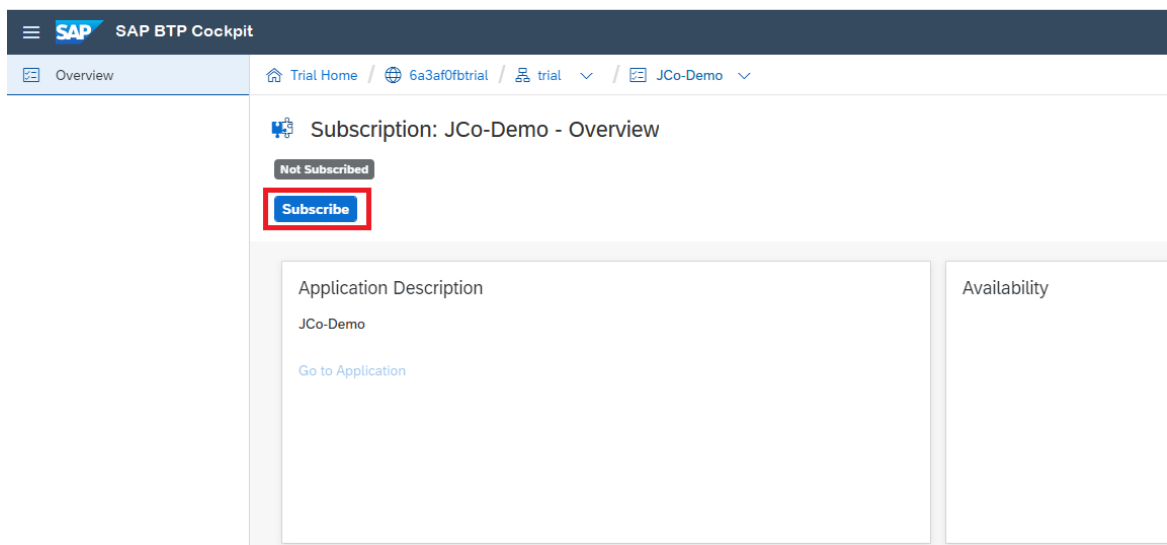 SAP SAP BTP Cockpit
Overview
Trial Home / 6a3af0fbtrial / trial / JCo-Demo
Subscription: JCo-Demo - Overview
Not Subscribed
Subscribe
Application Description
JCo-Demo
Go to Application
Availability